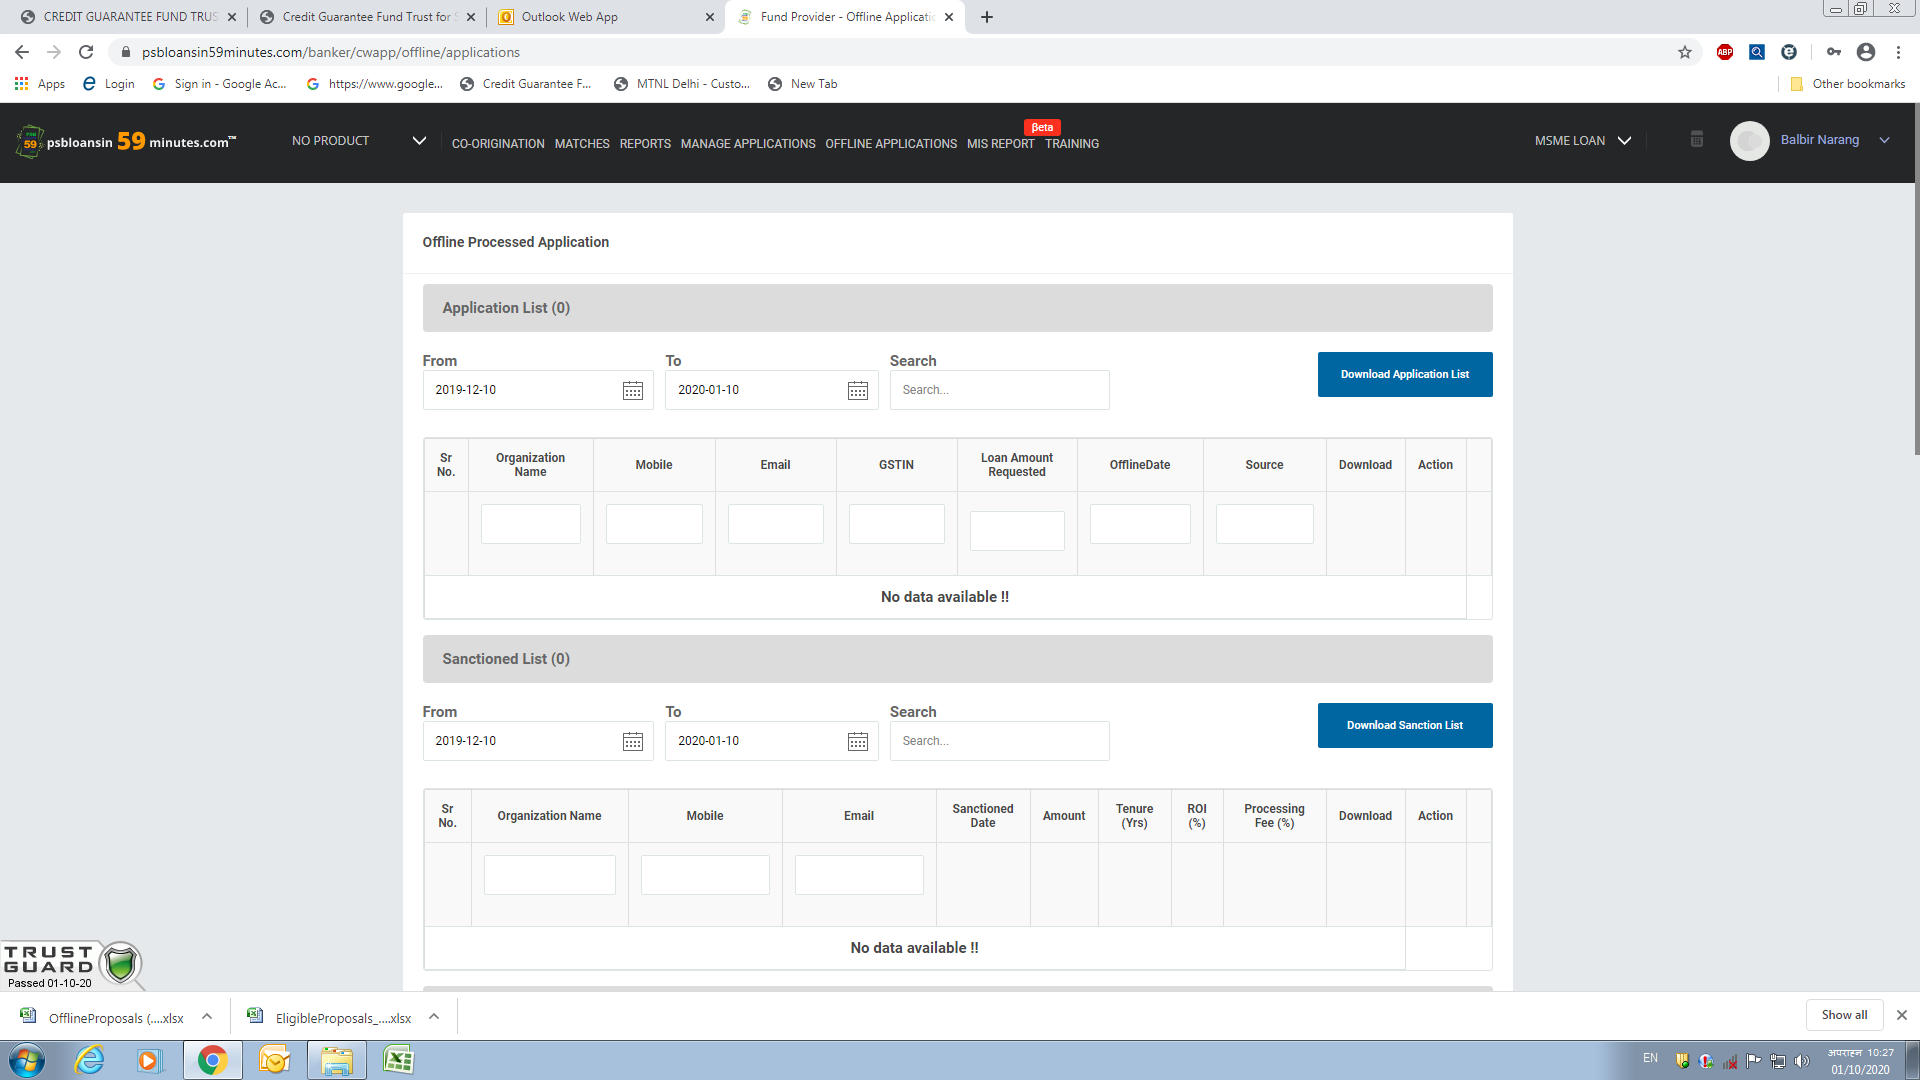 CREDIT GUARANTEE FUND TRUS
Credit Guarantee Fund Trust for S
Outlook Web App
Fund Provider - Offline Applicatio
psbloansin59minutes.com/banker/cwapp/offline/applications
ABP
Apps
Login
Sign in - Google Ac...
https://www.google...
Credit Guarantee F...
MTNL Delhi - Custo...
New Tab
Other bookmarks
PSB 59 psbloansin 59 minutes.com™
NO PRODUCT
CO-ORIGINATION
MATCHES
REPORTS
MANAGE APPLICATIONS
OFFLINE APPLICATIONS
MIS REPORT
βeta
TRAINING
MSME LOAN
Balbir Narang
Offline Processed Application
Application List (0)
From
To
Search
2019-12-10
2020-01-10
Search...
Download Application List
Sr No.
Organization Name
Mobile
Email
GSTIN
Loan Amount Requested
OfflineDate
Source
Download
Action
No data available !!
Sanctioned List (0)
From
To
Search
2019-12-10
2020-01-10
Search...
Download Sanction List
Sr No.
Organization Name
Mobile
Email
Sanctioned Date
Amount
Tenure (Yrs)
ROI (%)
Processing Fee (%)
Download
Action
No data available !!
TRUST
GUARD
Passed 01-10-20
OfflineProposals (....xlsx
EligibleProposals_....xlsx
Show all
EN
अपराह्न 10:27
01/10/2020